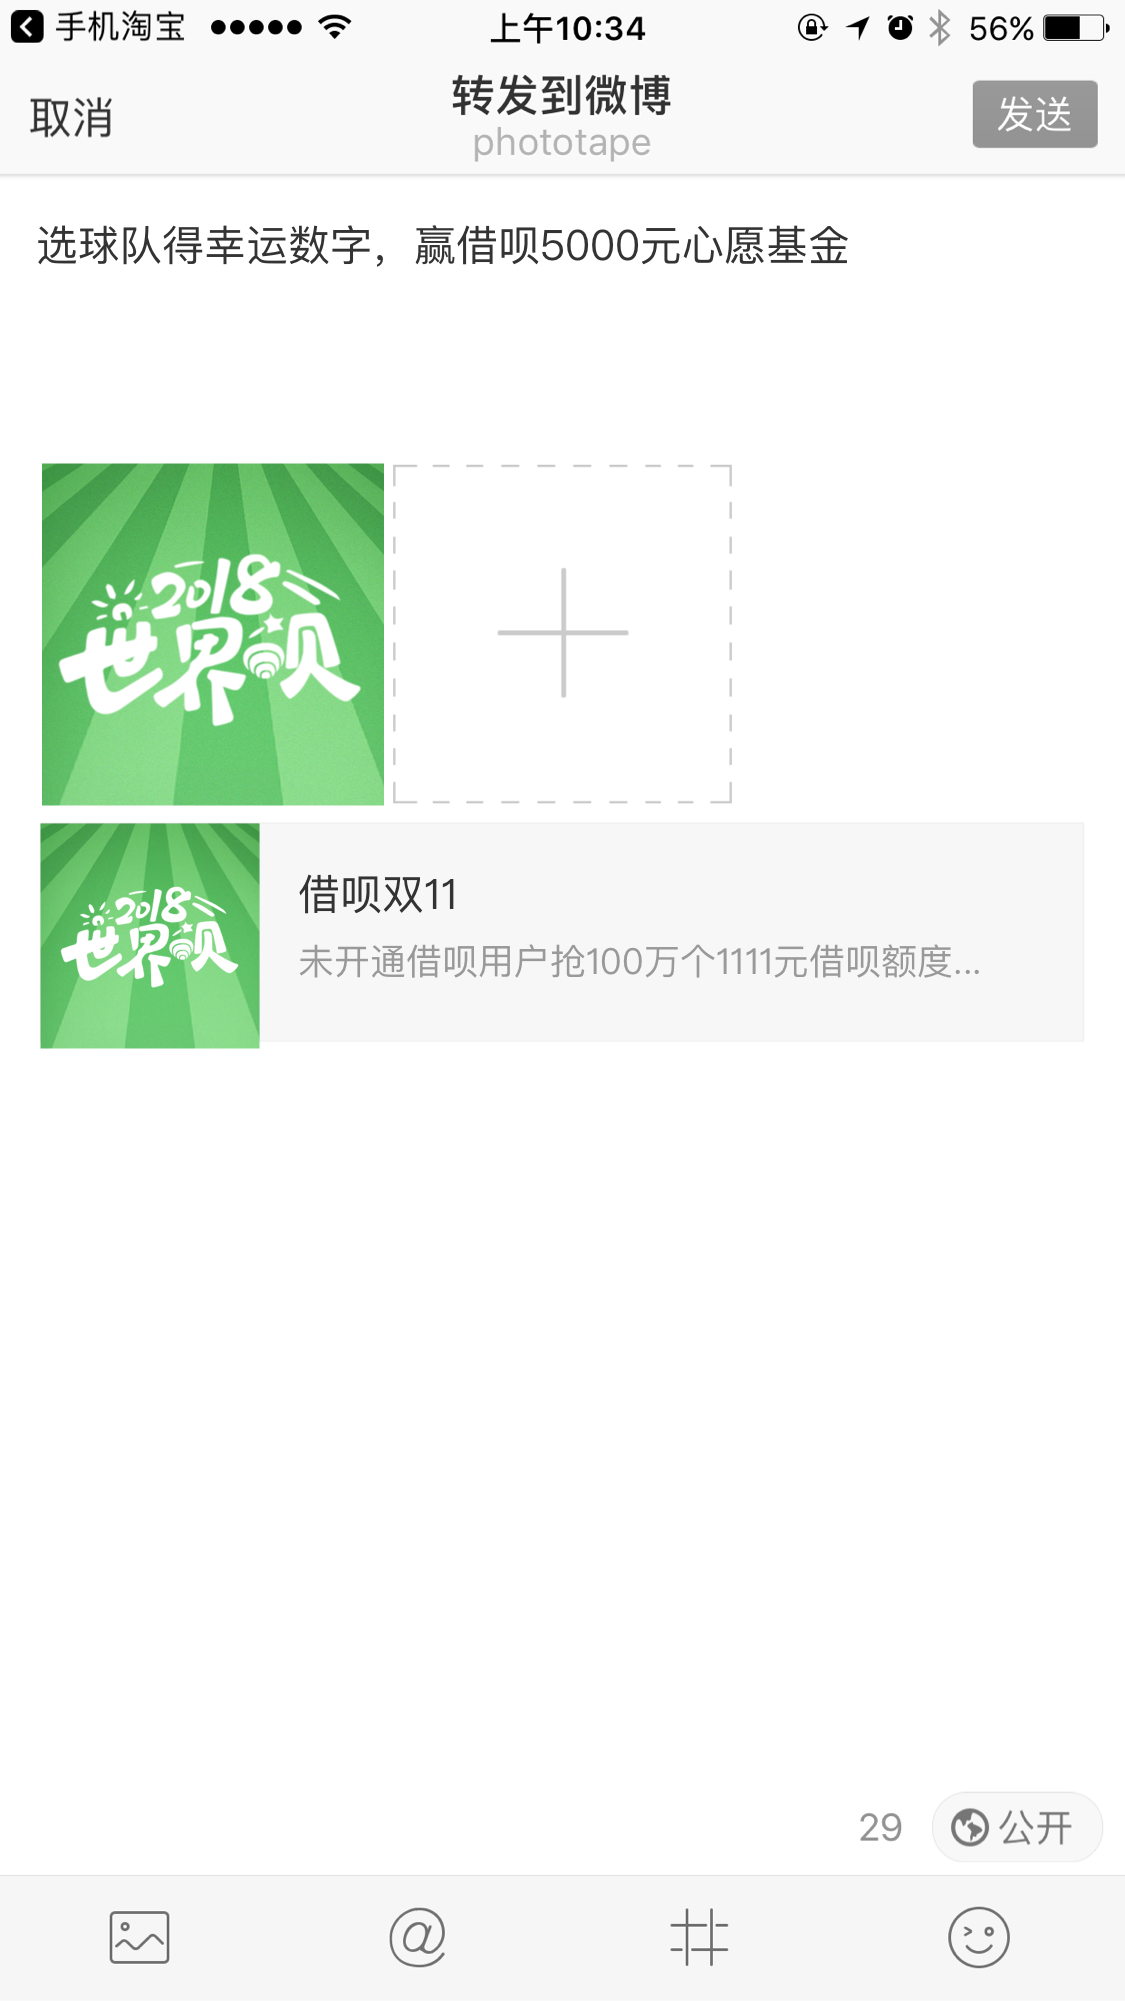 手机淘宝
上午10:34
56%
取消
转发到微博
phototape
发送
选球队得幸运数字，赢借呗5000元心愿基金
2018
世界呗
2018
世界呗
借呗双11
未开通借呗用户抢100万个1111元借呗额度...
29
公开